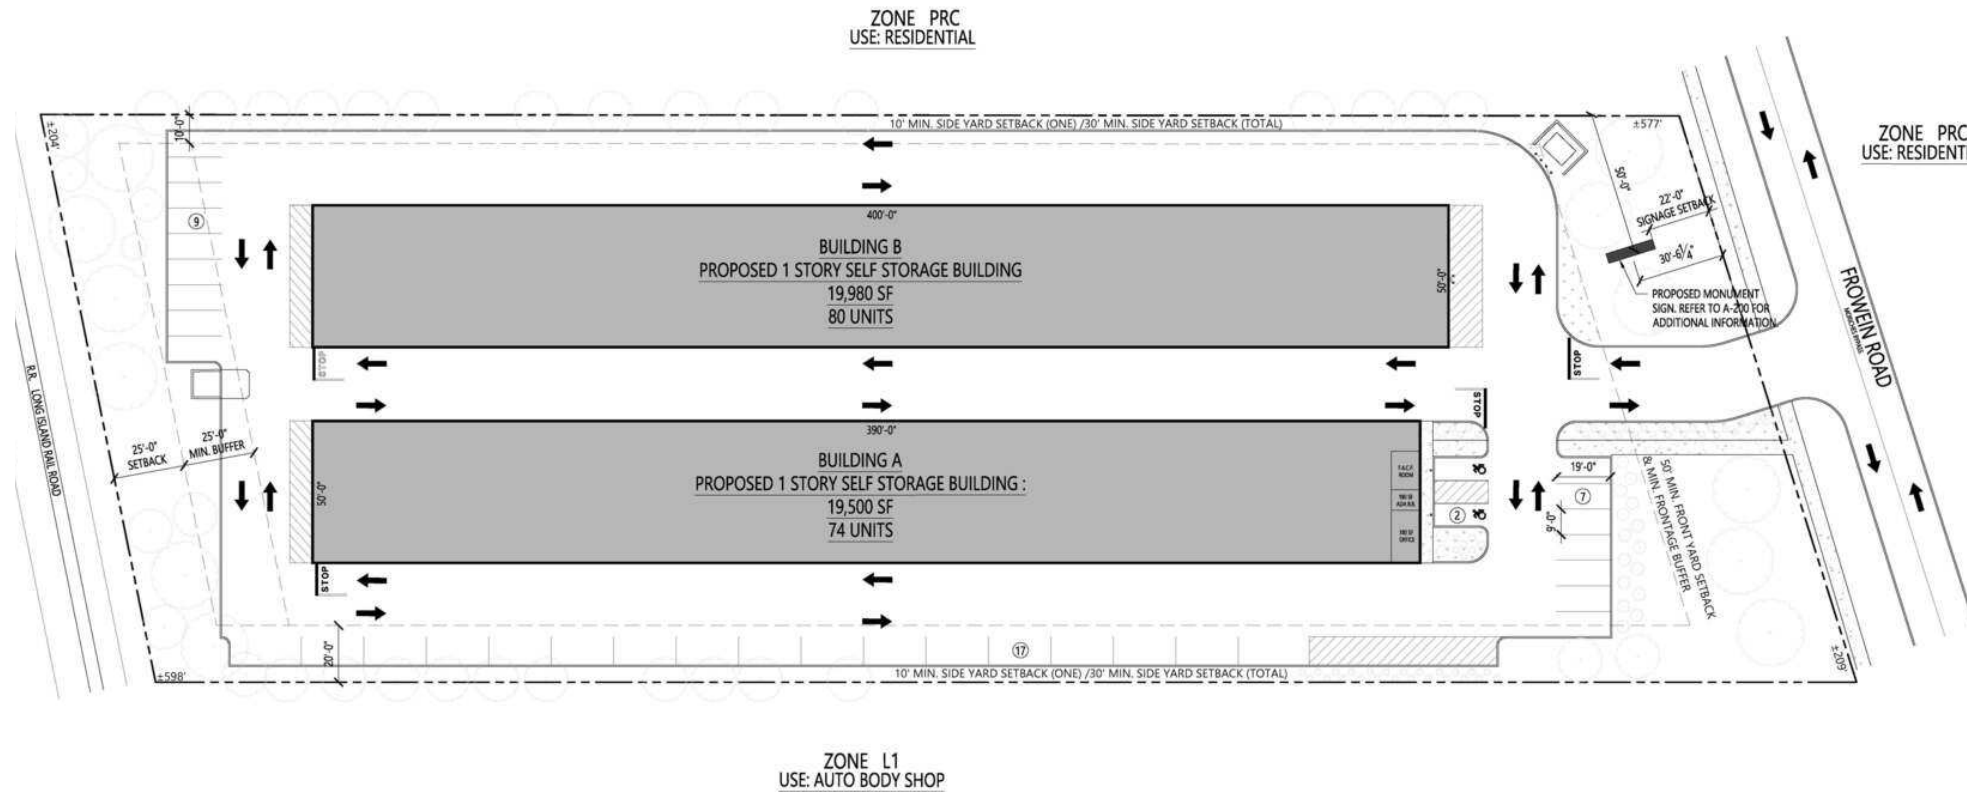 ZONE PRC
USE: RESIDENTIAL
±204'
10'-0"
10' MIN. SIDE YARD SETBACK (ONE) /30' MIN. SIDE YARD SETBACK (TOTAL)
±577'
ZONE PRC
USE: RESIDENT
50'-0"
22'-0"
SIGNAGE SETBACK
30'-6 1/4"
PROPOSED MONUMENT
SIGN. REFER TO A-200 FOR
ADDITIONAL INFORMATION.
FROWEIN ROAD
9
400'-0"
BUILDING B
PROPOSED 1 STORY SELF STORAGE BUILDING
19,980 SF
80 UNITS
50'-0"
STOP
STOP
STOP
R.R. LONG ISLAND RAIL ROAD
25'-0"
SETBACK
25'-0"
MIN. BUFFER
390'-0"
BUILDING A
PROPOSED 1 STORY SELF STORAGE BUILDING :
19,500 SF
74 UNITS
50'-0"
F.A.C.P.
ROOM
OFFICE
2
19'-0"
7
9'-0"
50' MIN. FRONT YARD SETBACK
& MIN. FRONTAGE BUFFER
STOP
20'-0"
17
±598'
10' MIN. SIDE YARD SETBACK (ONE) /30' MIN. SIDE YARD SETBACK (TOTAL)
±209'
ZONE L1
USE: AUTO BODY SHOP